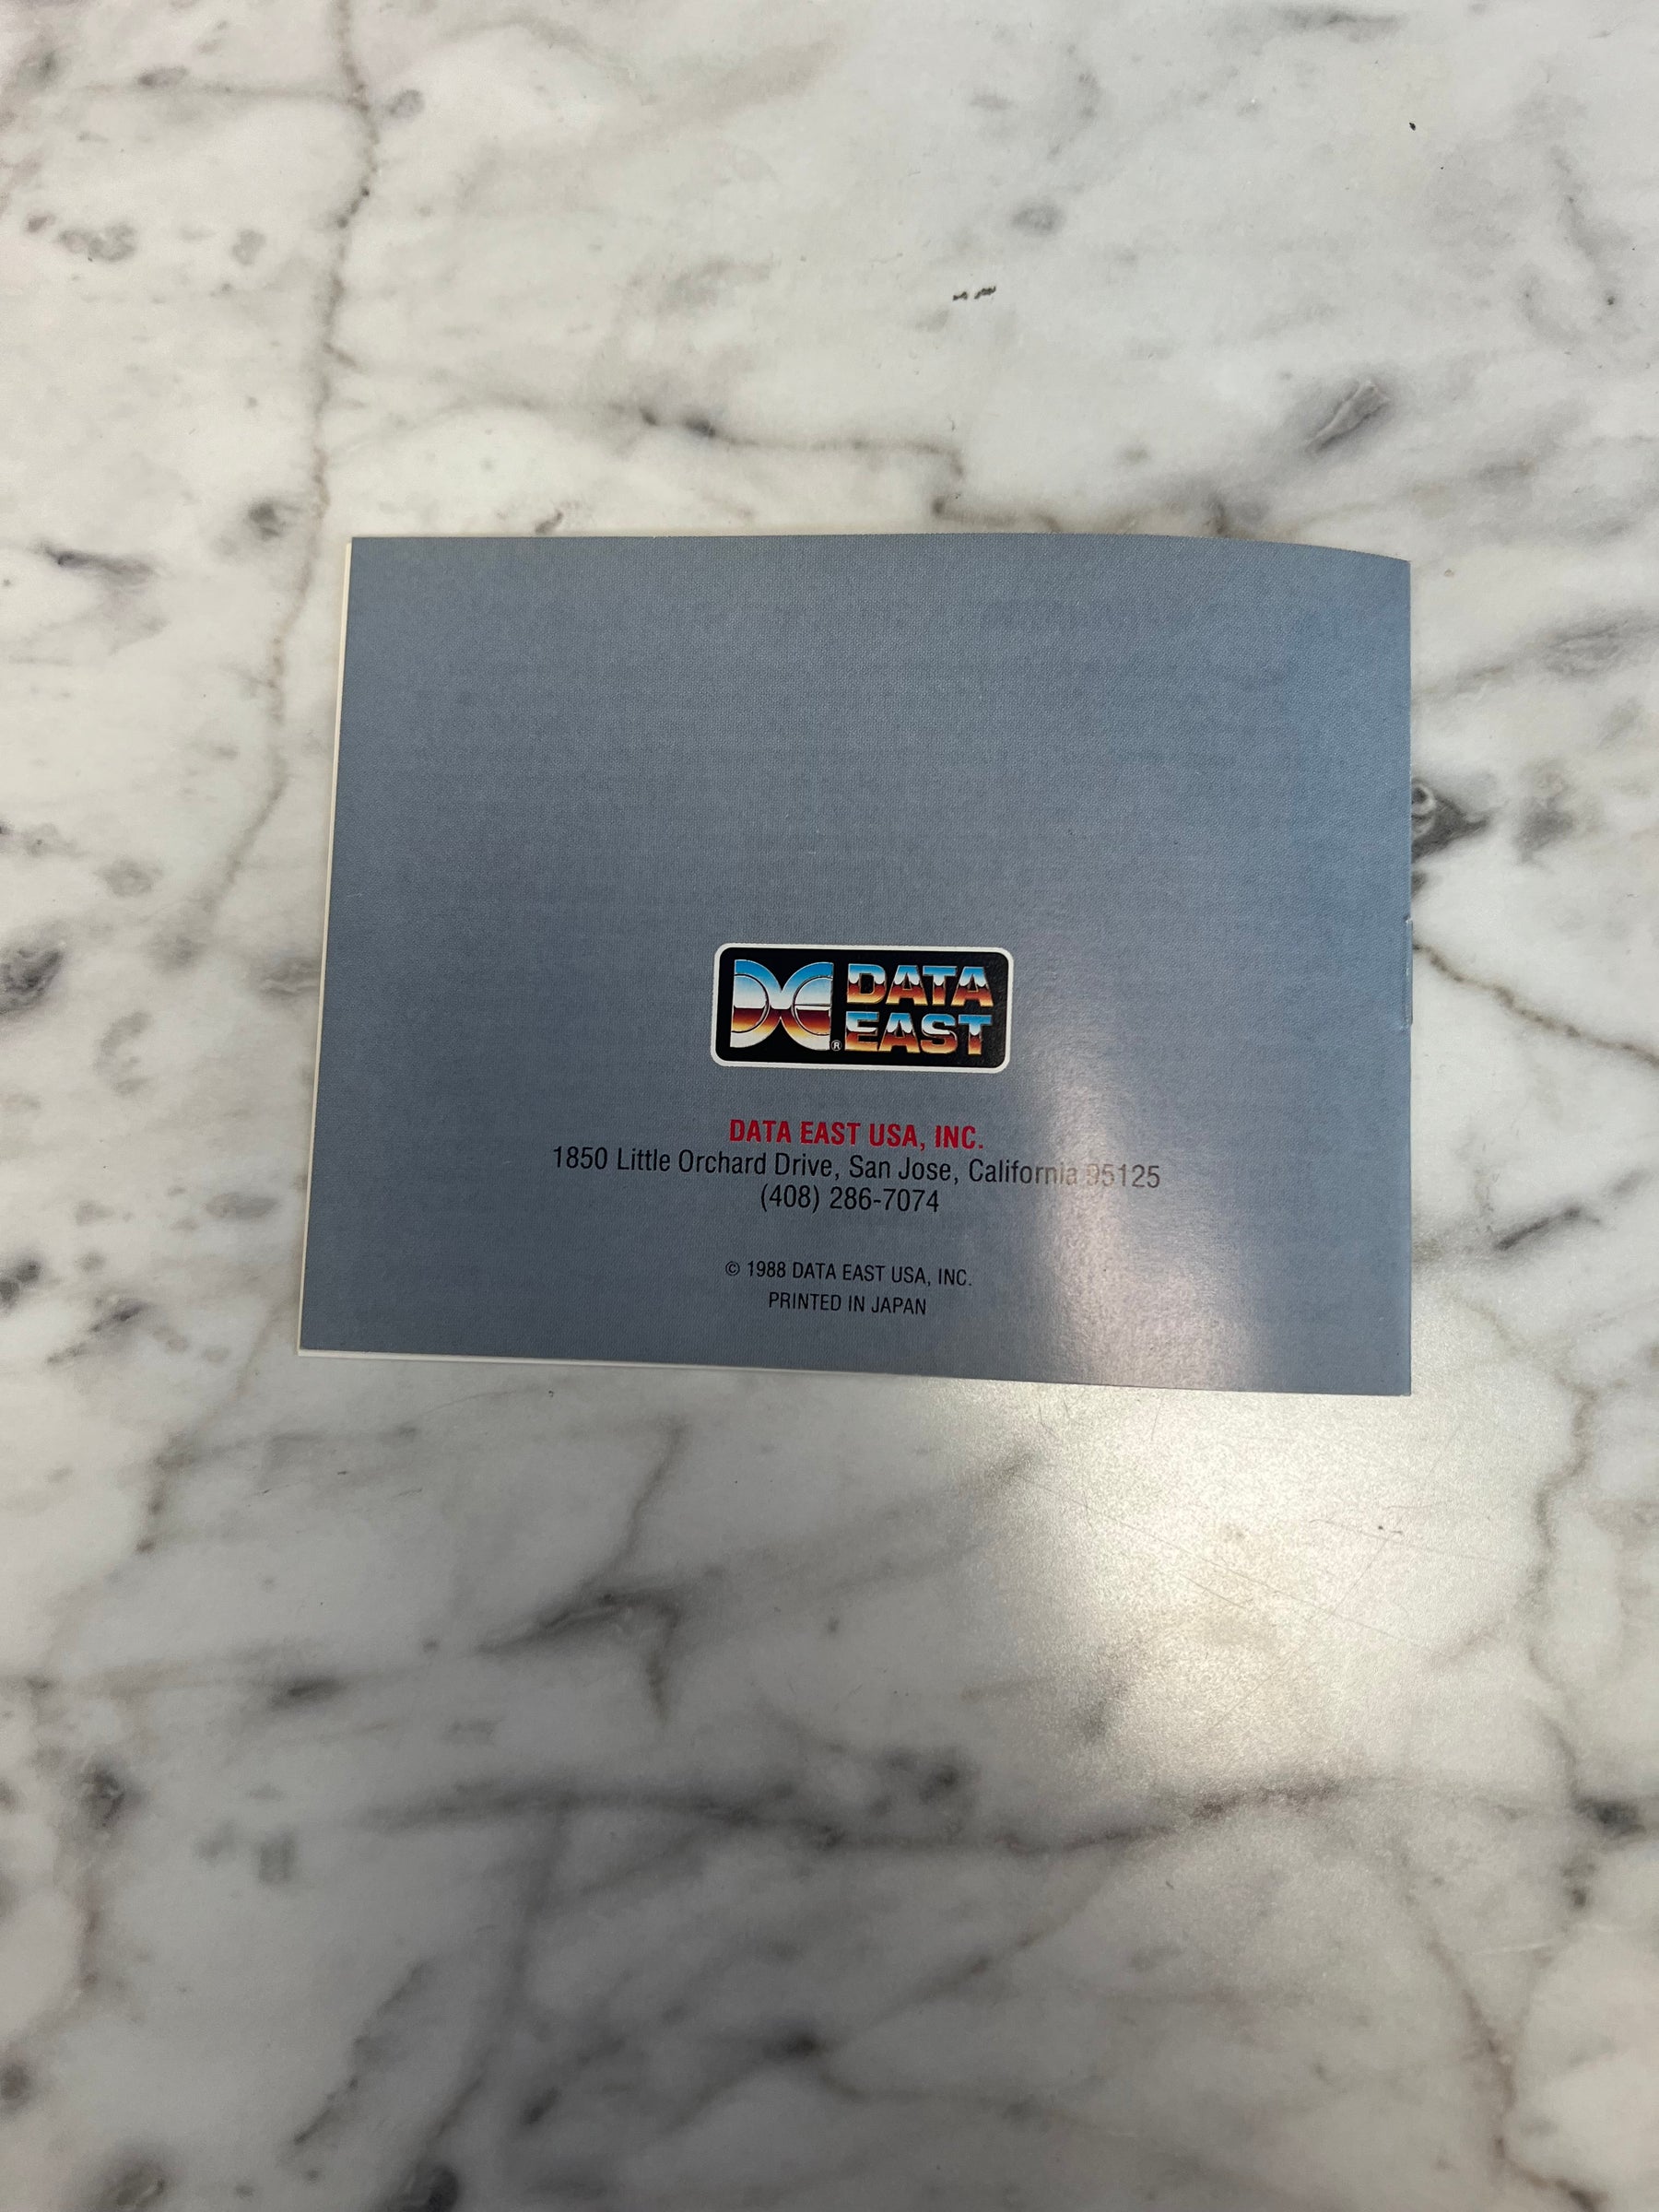 DE® DATA
EAST
DATA EAST USA, INC.
1850 Little Orchard Drive, San Jose, California 95125
(408) 286-7074
© 1988 DATA EAST USA, INC.
PRINTED IN JAPAN